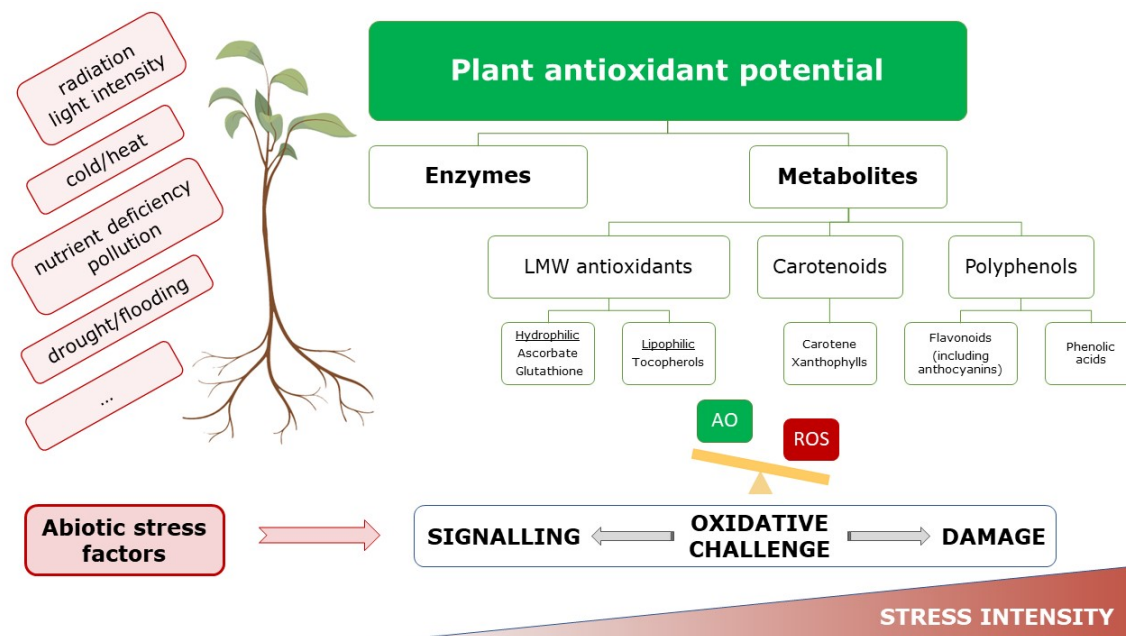 radiation
light intensity
cold/heat
nutrient deficiency
pollution
drought/flooding
...
Plant antioxidant potential
Enzymes
Metabolites
LMW antioxidants
Carotenoids
Polyphenols
Hydrophilic
Ascorbate
Glutathione
Lipophilic
Tocopherols
Carotene
Xanthophylls
Flavonoids
(including
anthocyanins)
Phenolic
acids
AO
ROS
Abiotic stress
factors
SIGNALLING
OXIDATIVE
CHALLENGE
DAMAGE
STRESS INTENSITY